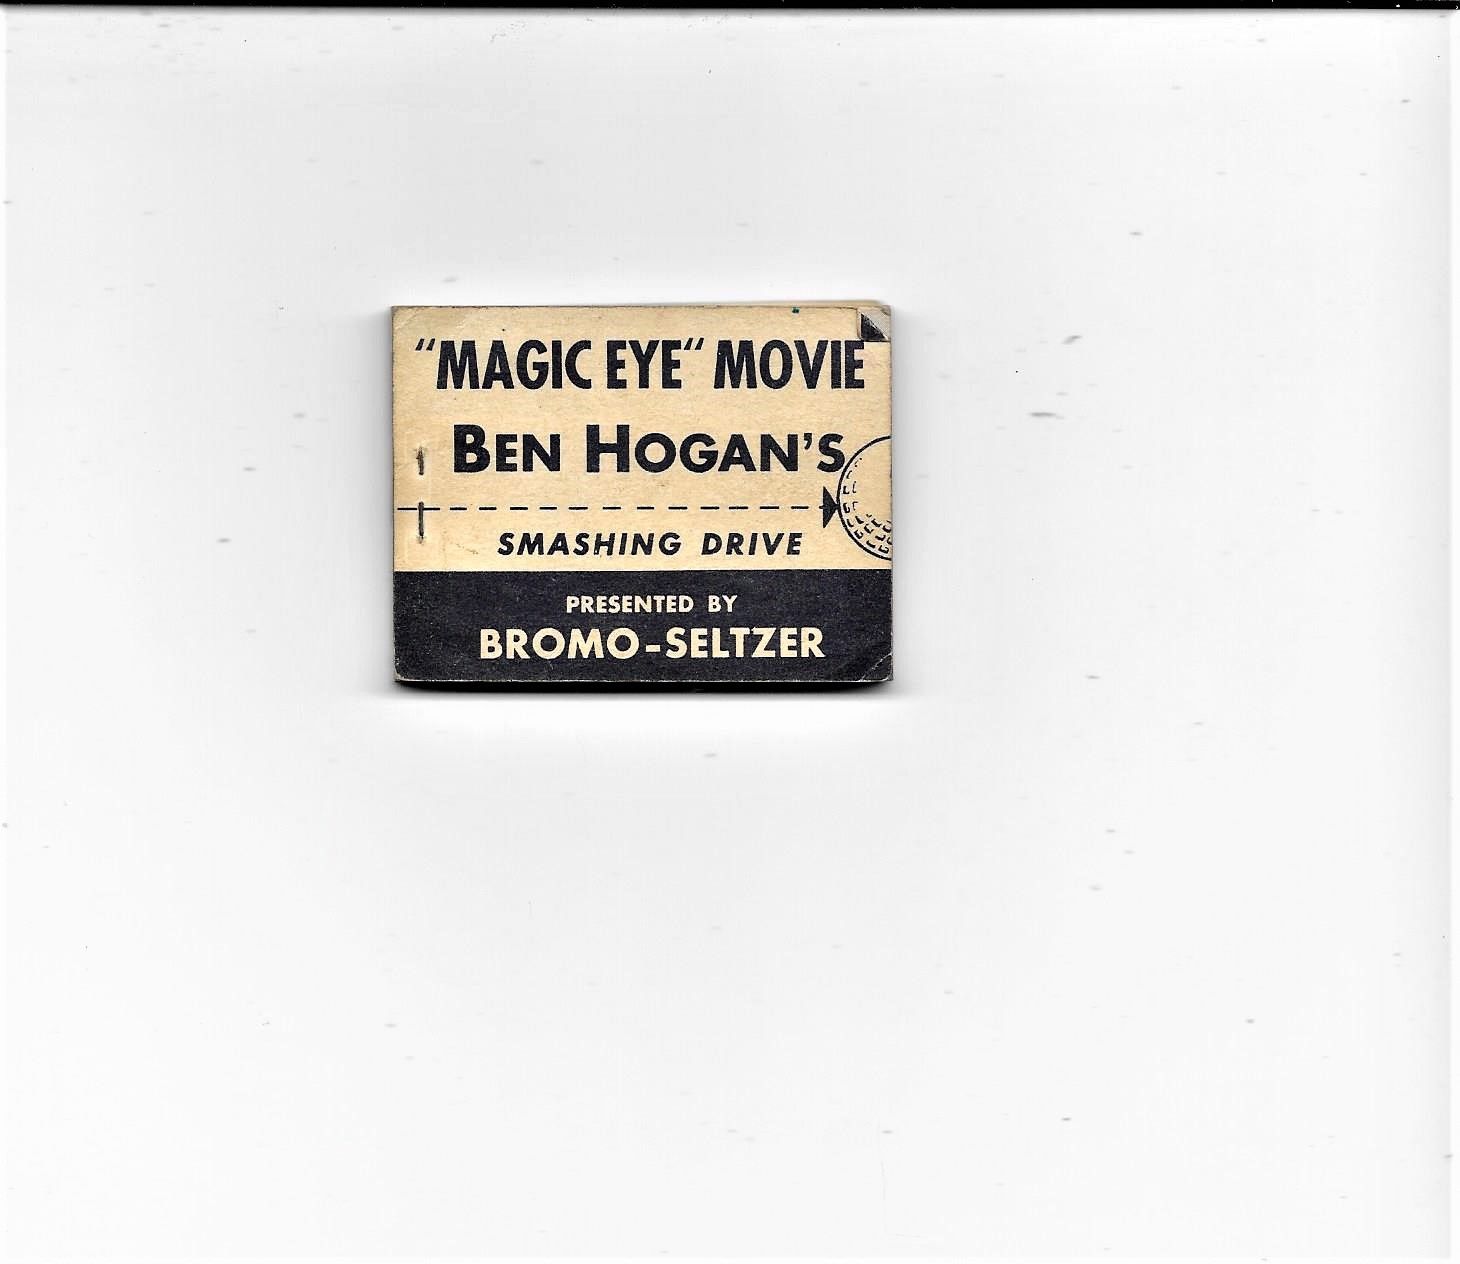 “MAGIC EYE“ MOVIE
BEN HOGAN’S
SMASHING DRIVE
PRESENTED BY
BROMO-SELTZER